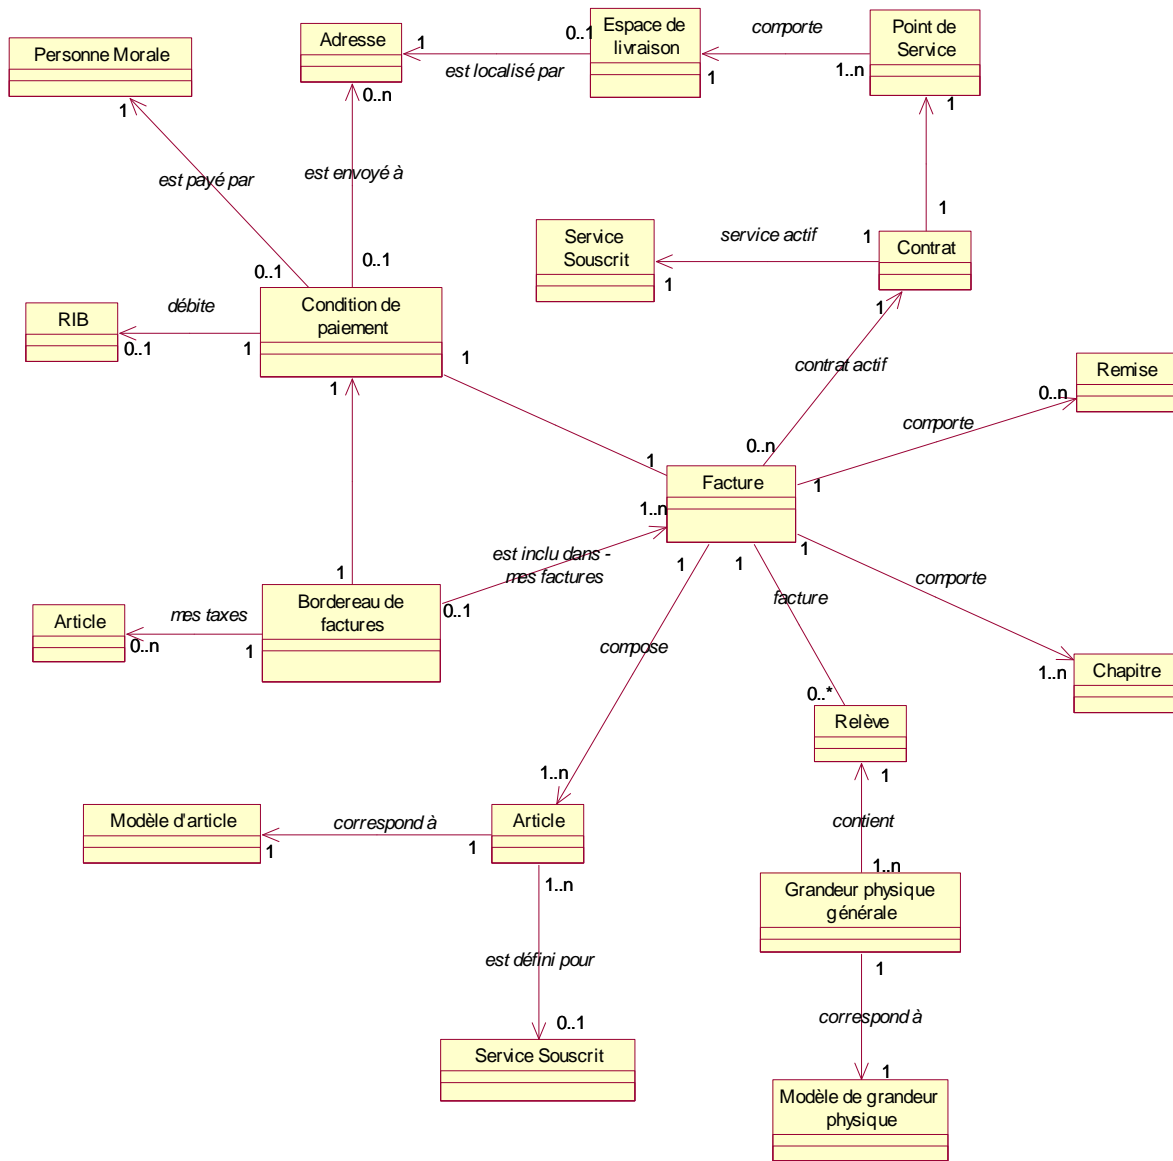 Espace de
livraison
Point de
Service
Adresse
Personne Morale
comporte
0..1
1
est localisé par
1
1..n
1
0..n
1
est payé par
est envoyé à
1
Service
Souscrit
service actif
1
Contrat
0..1
0..1
1
1
RIB
débite
Condition de
paiement
0..1
1
1
1
contrat actif
Remise
0..n
comporte
0..n
1
1
Facture
1
1..n
est inclu dans -
mes factures
1
1
1
facture
comporte
1
Article
mes taxes
Bordereau de
factures
0..1
0..n
1
compose
1..n
Chapitre
0..*
Relève
1
1..n
Modèle d'article
correspond à
Article
contient
1
1
1..n
1..n
Grandeur physique
générale
est défini pour
1
correspond à
0..1
Service Souscrit
1
Modèle de grandeur
physique